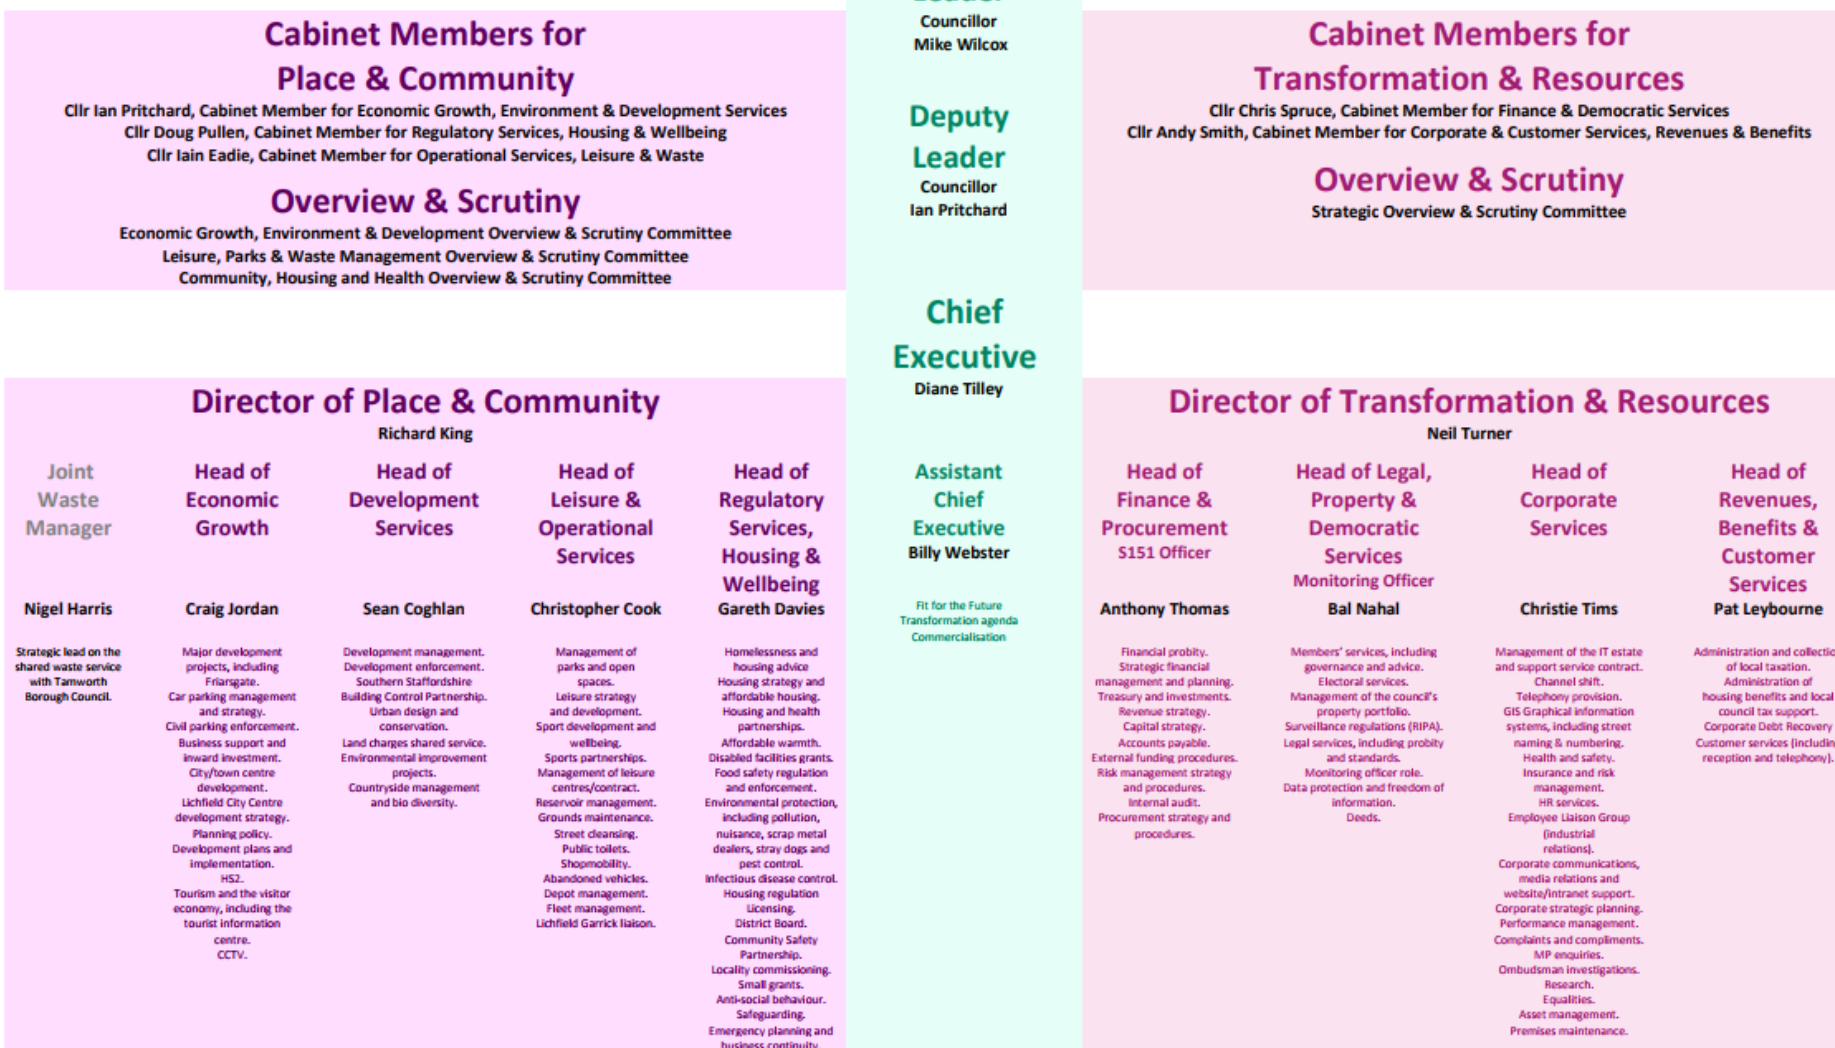 Leader
Councillor
Mike Wilcox
Cabinet Members for
Place & Community
Cllr Ian Pritchard, Cabinet Member for Economic Growth, Environment & Development Services
Cllr Doug Pullen, Cabinet Member for Regulatory Services, Housing & Wellbeing
Cllr Iain Eadie, Cabinet Member for Operational Services, Leisure & Waste
Overview & Scrutiny
Economic Growth, Environment & Development Overview & Scrutiny Committee
Leisure, Parks & Waste Management Overview & Scrutiny Committee
Community, Housing and Health Overview & Scrutiny Committee
Deputy
Leader
Councillor
Ian Pritchard
Cabinet Members for
Transformation & Resources
Cllr Chris Spruce, Cabinet Member for Finance & Democratic Services
Cllr Andy Smith, Cabinet Member for Corporate & Customer Services, Revenues & Benefits
Overview & Scrutiny
Strategic Overview & Scrutiny Committee
Chief
Executive
Diane Tilley
Director of Place & Community
Richard King
Joint
Waste
Manager
Nigel Harris
Strategic lead on the
shared waste service
with Tamworth
Borough Council.
Head of
Economic
Growth
Craig Jordan
Major development
projects, including
Friarsgate.
Car parking management
and strategy.
Civil parking enforcement.
Business support and
inward investment.
City/town centre
development.
Lichfield City Centre
development strategy.
Planning policy.
Development plans and
implementation.
HS2.
Tourism and the visitor
economy, including the
tourist information
centre.
CCTV.
Head of
Development
Services
Sean Coghlan
Development management.
Development enforcement.
Southern Staffordshire
Building Control Partnership.
Urban design and
conservation.
Land charges shared service.
Environmental improvement
projects.
Countryside management
and bio diversity.
Head of
Leisure &
Operational
Services
Christopher Cook
Management of
parks and open
spaces.
Leisure strategy
and development.
Sport development and
wellbeing.
Sports partnerships.
Management of leisure
centres/contract.
Reservoir management.
Grounds maintenance.
Street cleansing.
Public toilets.
Shopmobility.
Abandoned vehicles.
Depot management.
Fleet management.
Lichfield Garrick liaison.
Head of
Regulatory
Services,
Housing &
Wellbeing
Gareth Davies
Homelessness and
housing advice
Housing strategy and
affordable housing.
Housing and health
partnerships.
Affordable warmth.
Disabled facilities grants.
Food safety regulation
and enforcement.
Environmental protection,
including pollution,
nuisance, scrap metal
dealers, stray dogs and
pest control.
Infectious disease control.
Housing regulation
Licensing.
District Board.
Community Safety
Partnership.
Locality commissioning.
Small grants.
Anti-social behaviour.
Safeguarding.
Emergency planning and
business continuity.
Assistant
Chief
Executive
Billy Webster
Fit for the Future
Transformation agenda
Commercialisation
Director of Transformation & Resources
Neil Turner
Head of
Finance &
Procurement
S151 Officer
Anthony Thomas
Financial probity.
Strategic financial
management and planning.
Treasury and investments.
Revenue strategy.
Capital strategy.
Accounts payable.
External funding procedures.
Risk management strategy
and procedures.
Internal audit.
Procurement strategy and
procedures.
Head of Legal,
Property &
Democratic
Services
Monitoring Officer
Bal Nahal
Members' services, including
governance and advice.
Electoral services.
Management of the council's
property portfolio.
Surveillance regulations (RIPA).
Legal services, including probity
and standards.
Monitoring officer role.
Data protection and freedom of
information.
Deeds.
Head of
Corporate
Services
Christie Tims
Management of the IT estate
and support service contract.
Channel shift.
Telephony provision.
GIS Graphical information
systems, including street
naming & numbering.
Health and safety.
Insurance and risk
management.
HR services.
Employee Liaison Group
(industrial
relations).
Corporate communications,
media relations and
website/intranet support.
Corporate strategic planning.
Performance management.
Complaints and compliments.
MP enquiries.
Ombudsman investigations.
Research.
Equalities.
Asset management.
Premises maintenance.
Head of
Revenues,
Benefits &
Customer
Services
Pat Leybourne
Administration and collectio
of local taxation.
Administration of
housing benefits and local
council tax support.
Corporate Debt Recovery
Customer services (includin
reception and telephony).